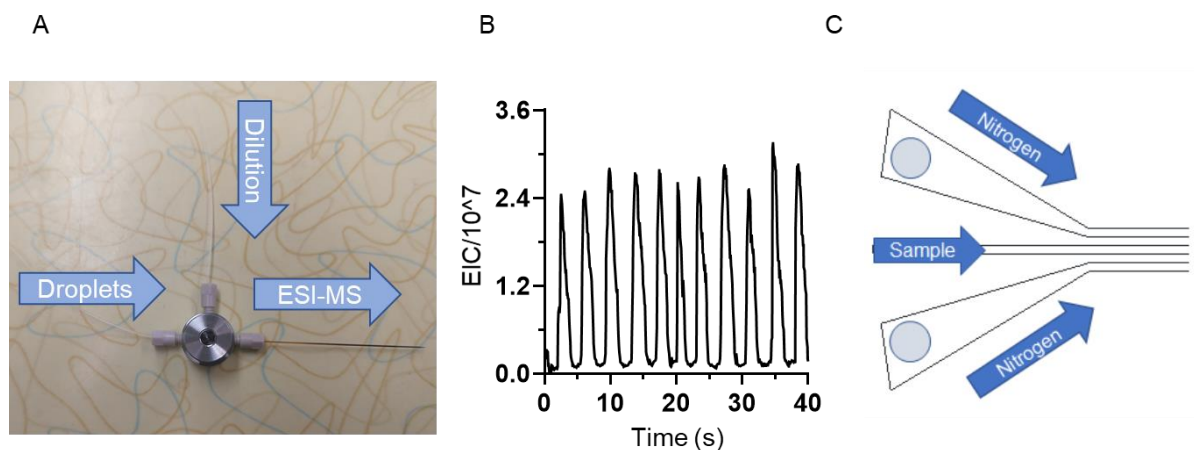 A
B
C
Dilution
Droplets
ESI-MS
EIC/10^7
3.6
2.4
1.2
0.0
0
10
20
30
40
Time (s)
Nitrogen
Sample
Nitrogen